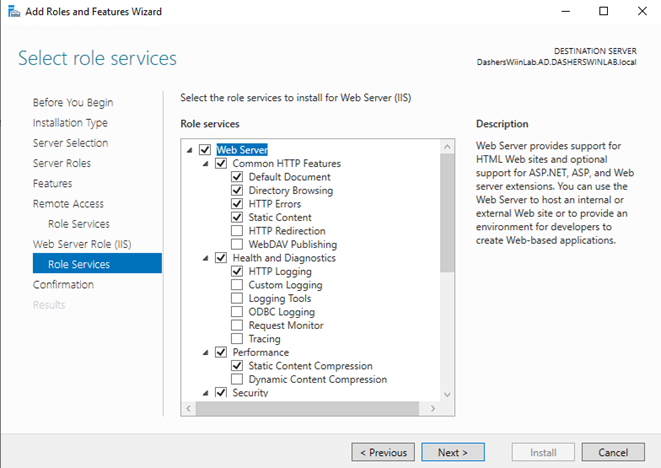 Add Roles and Features Wizard
Select role services
DESTINATION SERVER
DashersWiinLab.AD.DASHERSWINLAB.local
Before You Begin
Installation Type
Server Selection
Server Roles
Features
Remote Access
Role Services
Web Server Role (IIS)
Role Services
Confirmation
Results
Select the role services to install for Web Server (IIS)
Role services
Web Server
Common HTTP Features
Default Document
Directory Browsing
HTTP Errors
Static Content
HTTP Redirection
WebDAV Publishing
Health and Diagnostics
HTTP Logging
Custom Logging
Logging Tools
ODBC Logging
Request Monitor
Tracing
Performance
Static Content Compression
Dynamic Content Compression
Security
Description
Web Server provides support for
HTML Web sites and optional
support for ASP.NET, ASP, and Web
server extensions. You can use the
Web Server to host an internal or
external Web site or to provide an
environment for developers to
create Web-based applications.
< Previous
Next >
Install
Cancel